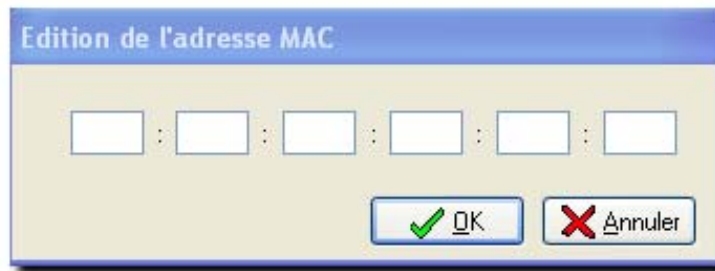 Edition de l'adresse MAC
: : : : :
OK Annuler